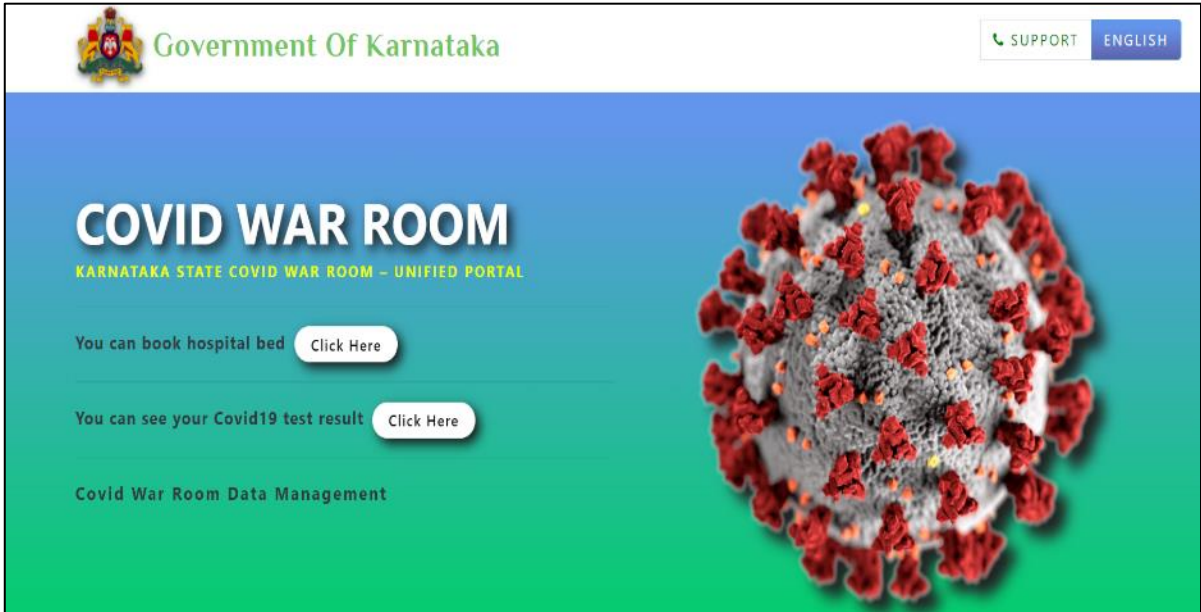 Government Of Karnataka
SUPPORT
ENGLISH
COVID WAR ROOM
KARNATAKA STATE COVID WAR ROOM – UNIFIED PORTAL
You can book hospital bed Click Here
You can see your Covid19 test result Click Here
Covid War Room Data Management